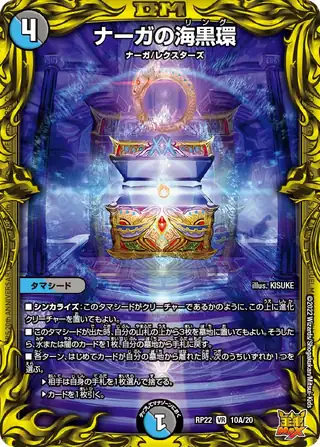 DM
4
ナーガの海黒環
リング
ナーガ/レクスターズ
タマシード
illus. KISUKE
■シンカライズ：このタマシードがクリーチャーであるかのように、この上に進化
クリーチャーを置いてもよい。
■このタマシードが出た時、自分の山札の上から3枚を墓地に置いてもよい。そうしたら、
水または闇のカードを1枚、自分の墓地から手札に戻す。
■各ターン、はじめてカードが自分の墓地から離れた時、次のうちいずれか1つを
選ぶ。
▶相手は自身の手札を1枚選んで捨てる。
▶カードを1枚引く。
1
RP22 VR 10A/20